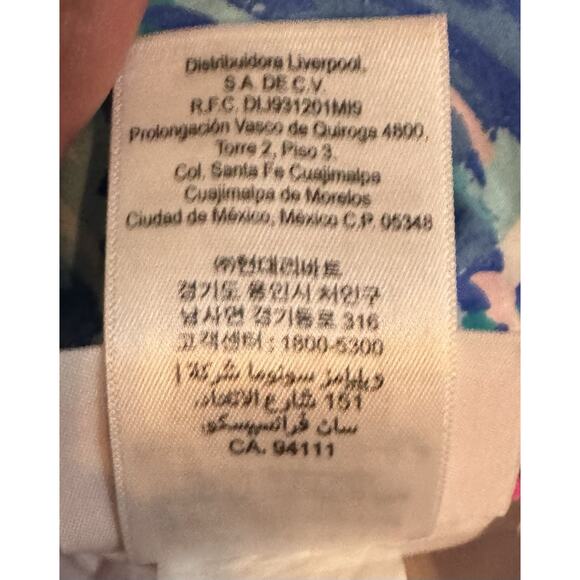 Distribuidora Liverpool,
S.A. DE C.V.
R.F.C. DLI931201MI9
Prolongación Vasco de Quiroga 4800,
Torre 2, Piso 3.
Col. Santa Fe Cuajimalpa
Cuajimalpa de Morelos
Ciudad de México, México C.P. 05348
㈜현대리바트
경기도 용인시 처인구
남사면 경기동로 316
고객센터 : 1800-5300
ويليامز سونوما شركة ا
151 شارع الاتحاد،
سان فرانسيسكو،
CA. 94111